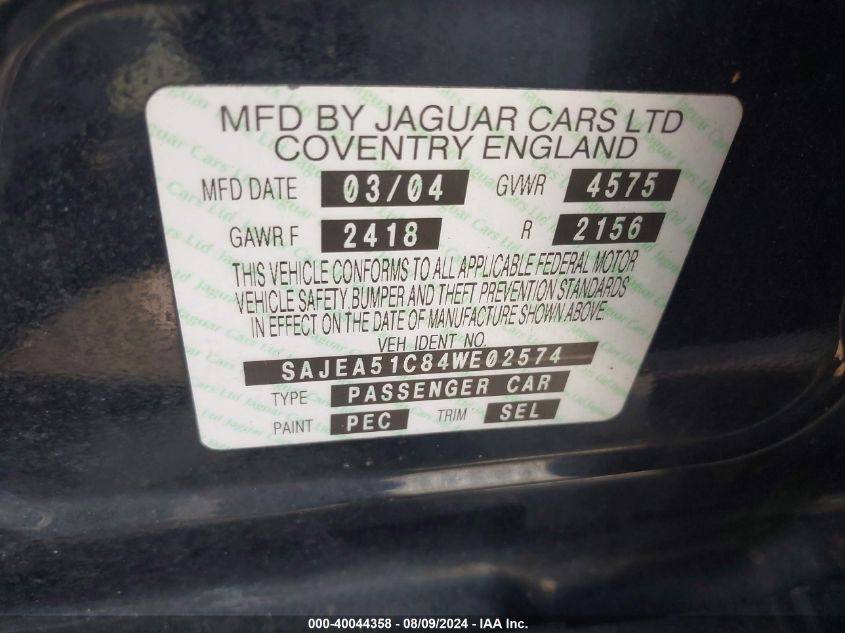 MFD BY JAGUAR CARS LTD
COVENTRY ENGLAND
MFD DATE 03/04 GVWR 4575
GAWR F 2418 R 2156
THIS VEHICLE CONFORMS TO ALL APPLICABLE FEDERAL MOTOR
VEHICLE SAFETY, BUMPER AND THEFT PREVENTION STANDARDS
IN EFFECT ON THE DATE OF MANUFACTURE SHOWN ABOVE
VEH IDENT NO.
SAJEA51C84WE02574
TYPE PASSENGER CAR
PAINT PEC TRIM SEL
000-40044358 - 08/09/2024 - IAA Inc.